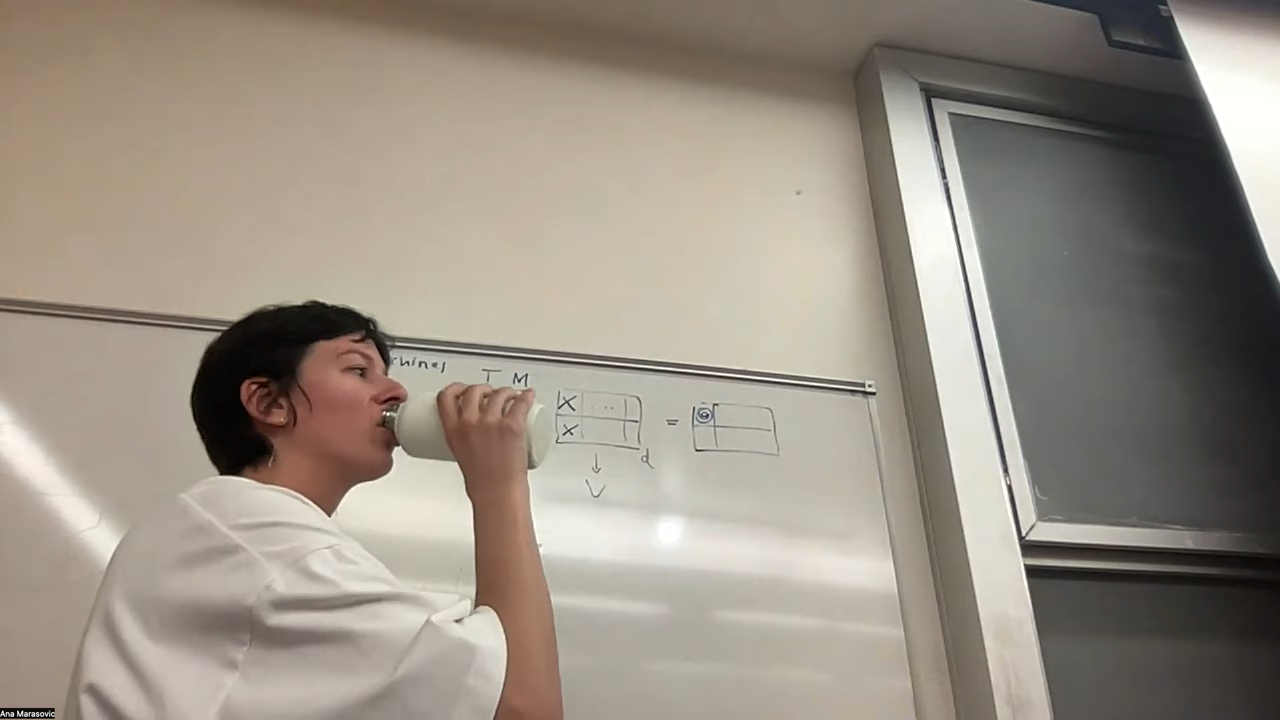 chines
T M
X ... =
X
d
↓
V
Ana Marasovic